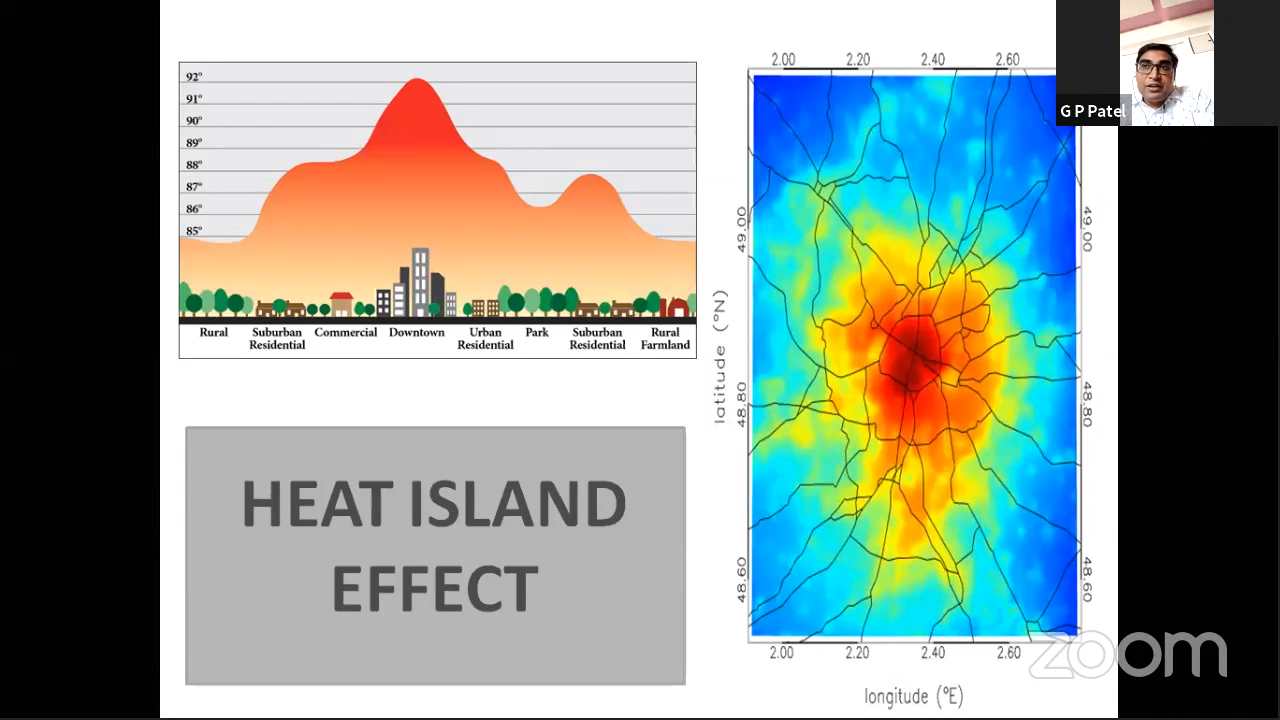 92°
91°
90°
89°
88°
87°
86°
85°
Rural
Suburban
Residential
Commercial
Downtown
Urban
Residential
Park
Suburban
Residential
Rural
Farmland
HEAT ISLAND
EFFECT
2.00 2.20 2.40 2.60
latitude (°N)
49.00
48.80
48.60
49.00
48.80
48.60
2.00 2.20 2.40 2.60
longitude (°E)
G P Patel
zoom